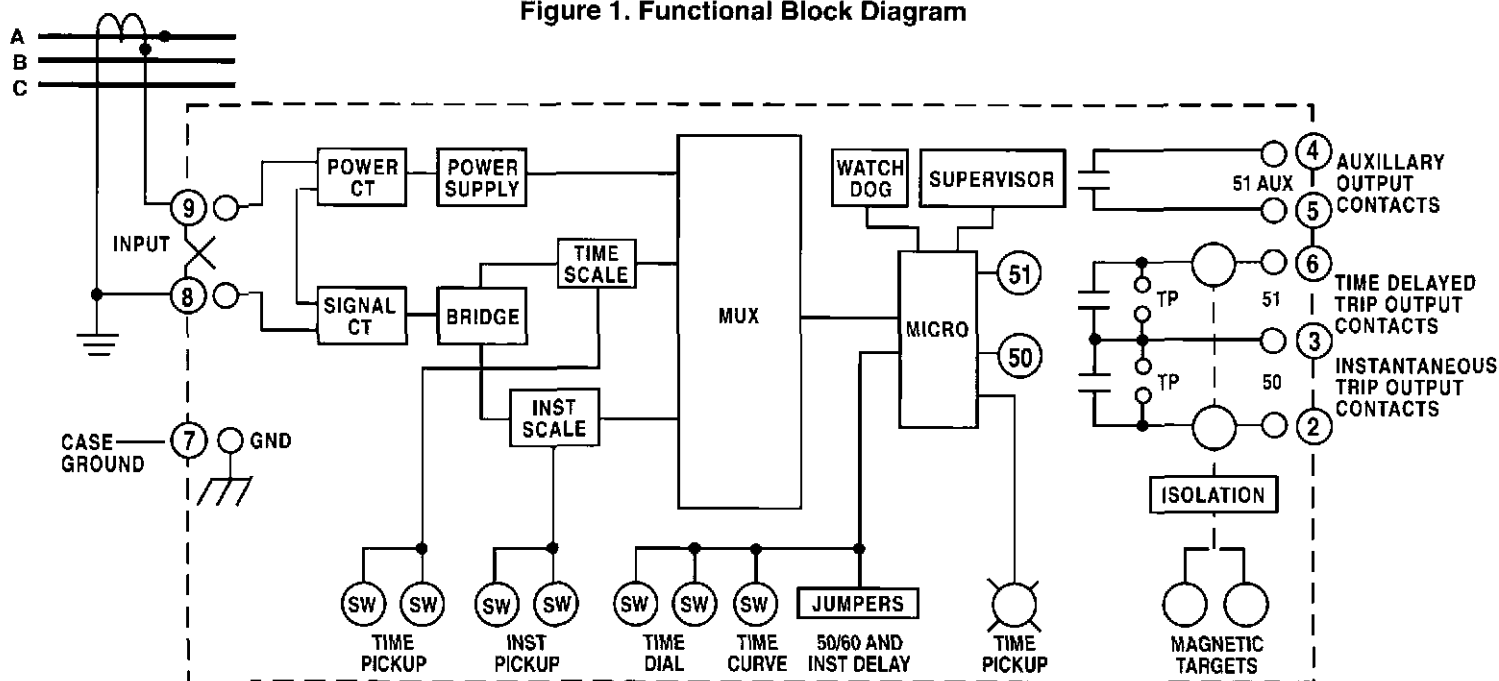 Figure 1. Functional Block Diagram
A
B
C
POWER
CT
POWER
SUPPLY
WATCH
DOG
SUPERVISOR
4
AUXILLARY
OUTPUT
CONTACTS
51 AUX
5
9
INPUT
8
TIME
SCALE
SIGNAL
CT
BRIDGE
MUX
MICRO
51
50
6
TP
51
TIME DELAYED
TRIP OUTPUT
CONTACTS
3
TP
50
INSTANTANEOUS
TRIP OUTPUT
CONTACTS
2
INST
SCALE
CASE
GROUND
7
GND
ISOLATION
SW
SW
SW
SW
SW
SW
SW
JUMPERS
TIME
PICKUP
INST
PICKUP
TIME
DIAL
TIME
CURVE
50/60 AND
INST DELAY
TIME
PICKUP
MAGNETIC
TARGETS